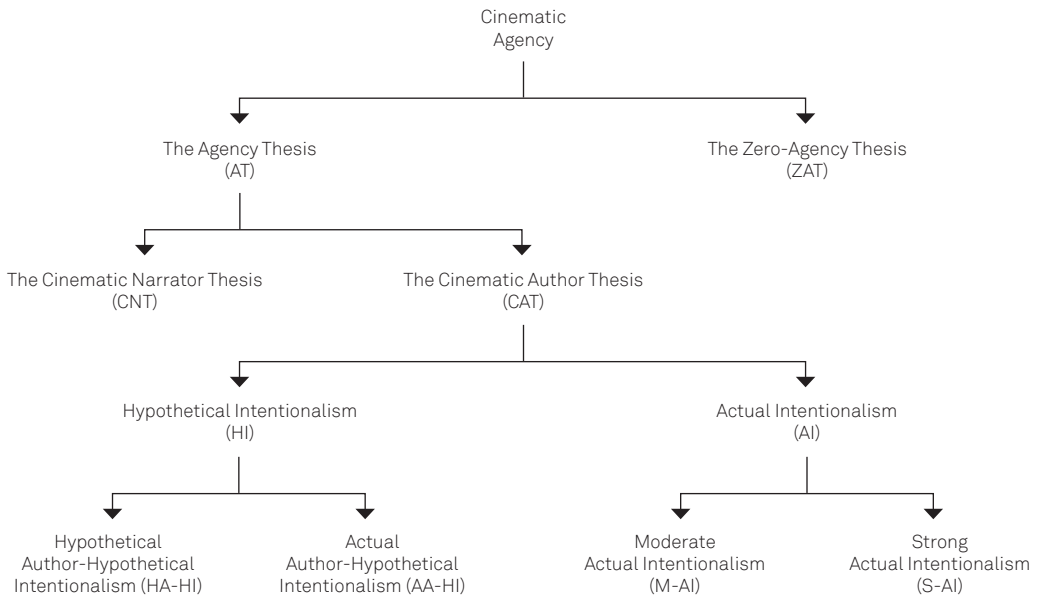 Cinematic
Agency
The Agency Thesis
(AT)
The Zero-Agency Thesis
(ZAT)
The Cinematic Narrator Thesis
(CNT)
The Cinematic Author Thesis
(CAT)
Hypothetical Intentionalism
(HI)
Actual Intentionalism
(AI)
Hypothetical
Author-Hypothetical
Intentionalism (HA-HI)
Actual
Author-Hypothetical
Intentionalism (AA-HI)
Moderate
Actual Intentionalism
(M-AI)
Strong
Actual Intentionalism
(S-AI)